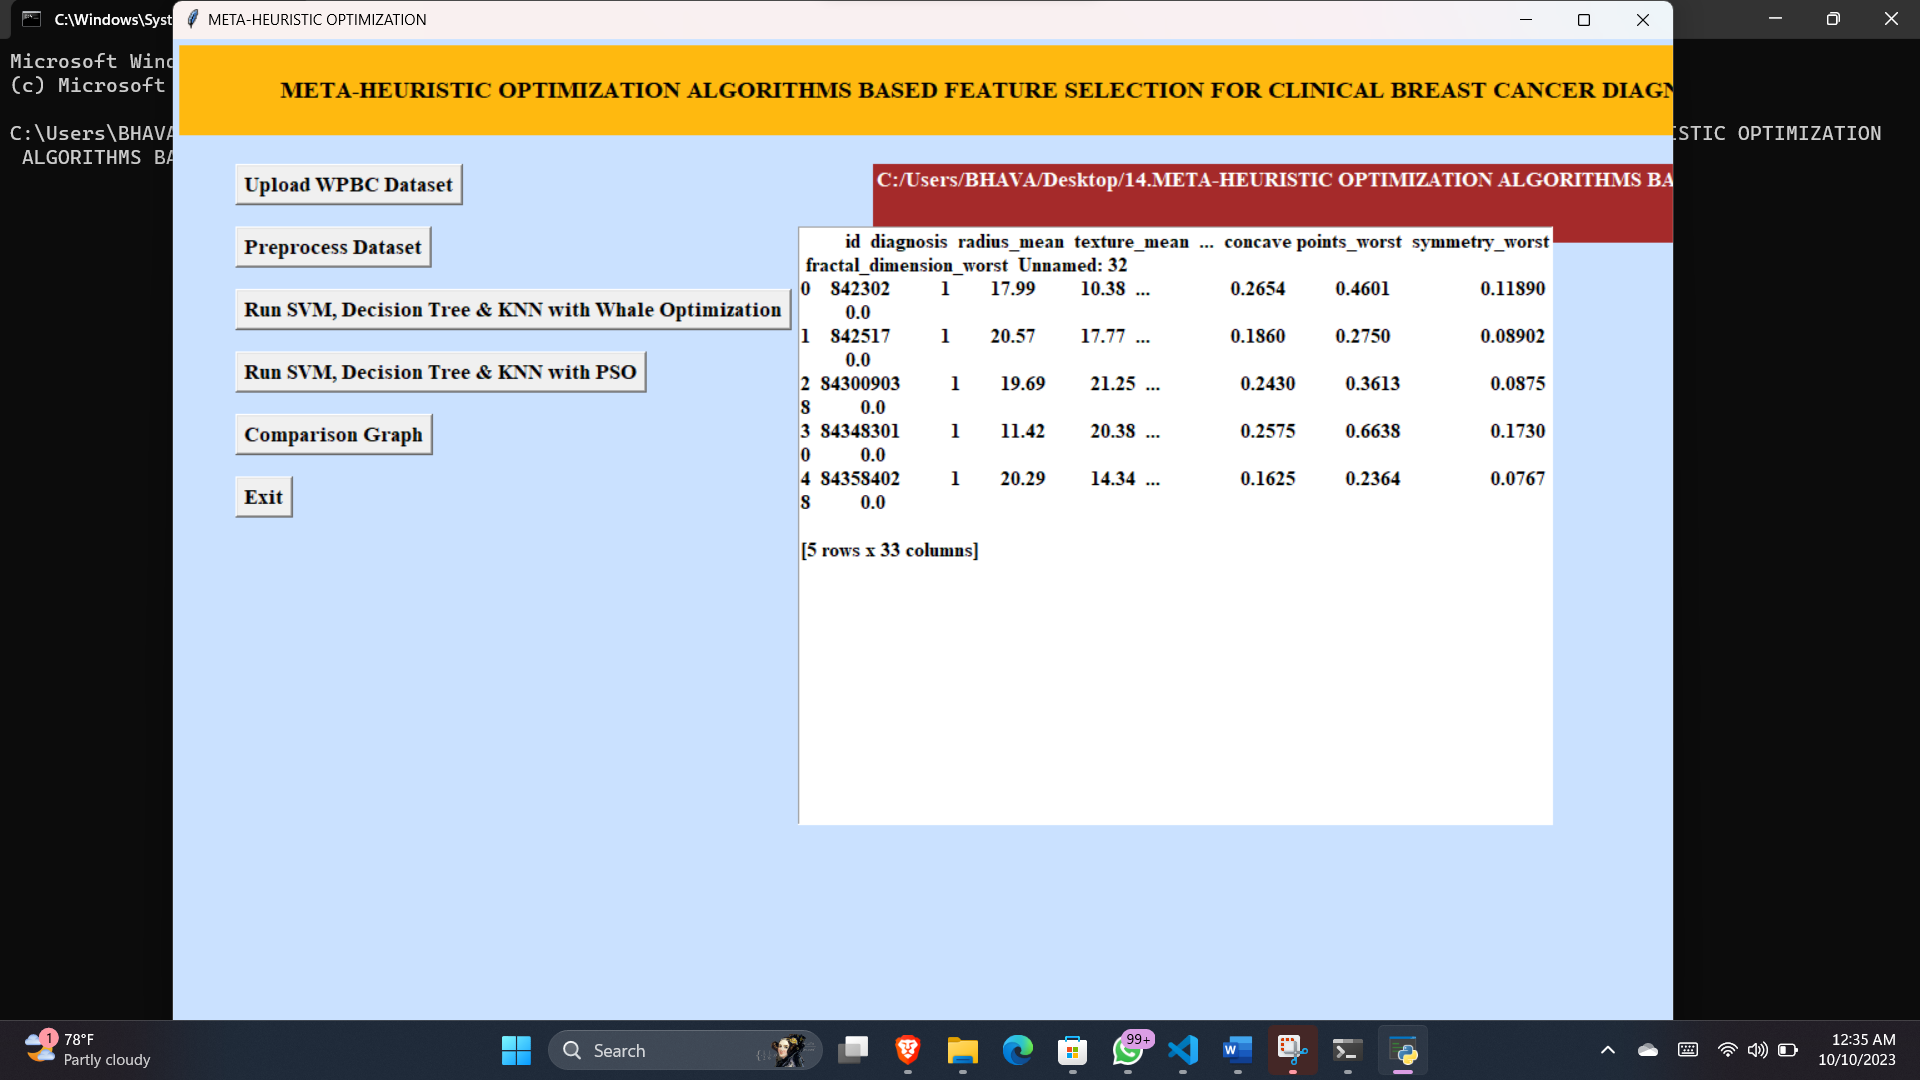 C:\Windows\Syst
META-HEURISTIC OPTIMIZATION
Microsoft Wind
(c) Microsoft
C:\Users\BHAVA
ISTIC OPTIMIZATION
ALGORITHMS BA
META-HEURISTIC OPTIMIZATION ALGORITHMS BASED FEATURE SELECTION FOR CLINICAL BREAST CANCER DIAGN
Upload WPBC Dataset
Preprocess Dataset
Run SVM, Decision Tree & KNN with Whale Optimization
Run SVM, Decision Tree & KNN with PSO
Comparison Graph
Exit
C:/Users/BHAVA/Desktop/14.META-HEURISTIC OPTIMIZATION ALGORITHMS BA
id diagnosis radius_mean texture_mean ... concave points_worst symmetry_worst
fractal_dimension_worst Unnamed: 32
0 842302 1 17.99 10.38 ... 0.2654 0.4601 0.11890
0.0
1 842517 1 20.57 17.77 ... 0.1860 0.2750 0.08902
0.0
2 84300903 1 19.69 21.25 ... 0.2430 0.3613 0.0875
8 0.0
3 84348301 1 11.42 20.38 ... 0.2575 0.6638 0.1730
0 0.0
4 84358402 1 20.29 14.34 ... 0.1625 0.2364 0.0767
8 0.0
[5 rows x 33 columns]
1
78°F
Partly cloudy
Search
99+
12:35 AM
10/10/2023